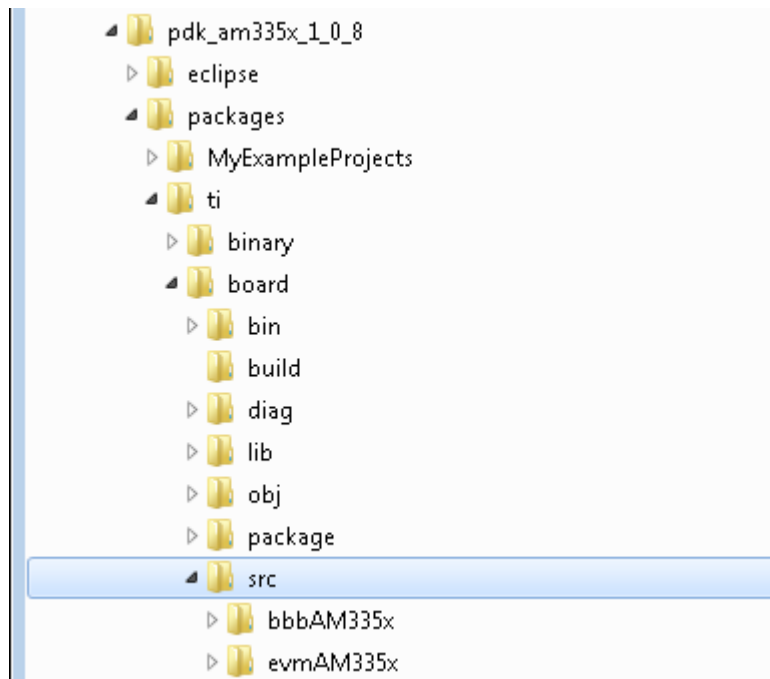 pdk_am335x_1_0_8
eclipse
packages
MyExampleProjects
ti
binary
board
bin
build
diag
lib
obj
package
src
bbbAM335x
evmAM335x